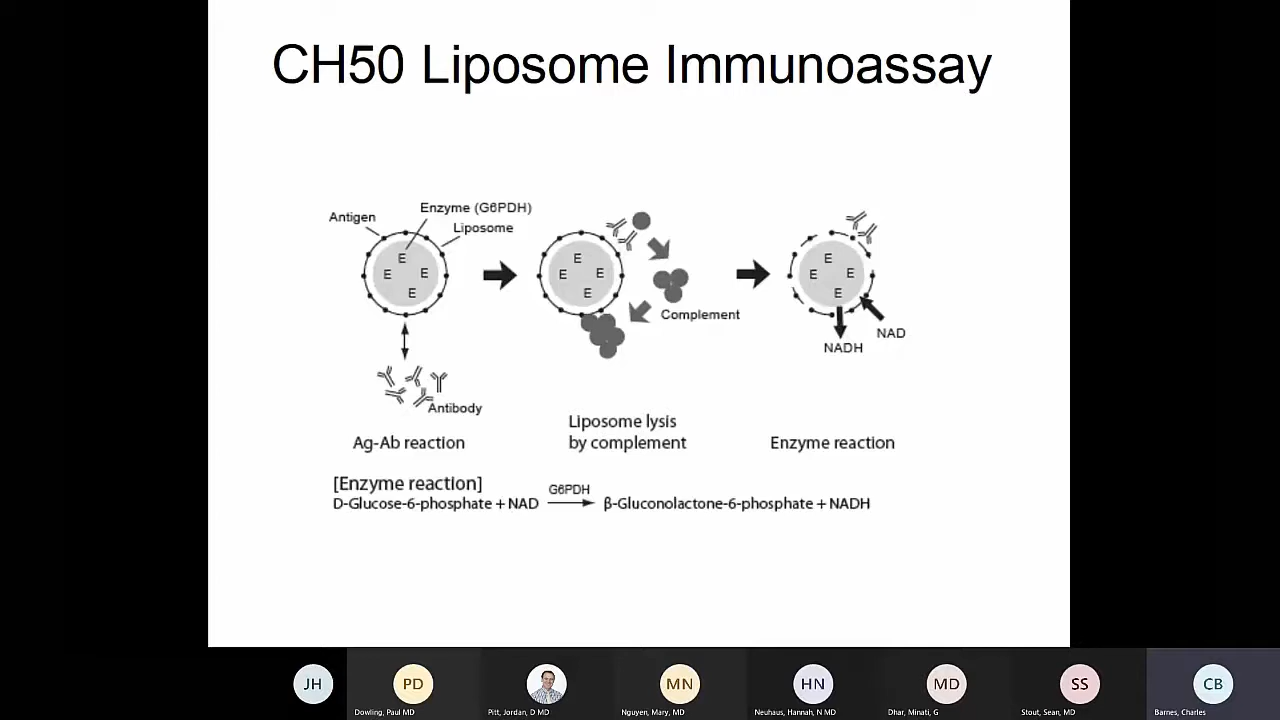 CH50 Liposome Immunoassay
Enzyme (G6PDH)
Antigen
Liposome
E
E
E
E
E
E
E
E
E
E
E
E
Complement
NAD
NADH
Antibody
Liposome lysis
by complement
Ag-Ab reaction
Enzyme reaction
[Enzyme reaction]
G6PDH
D-Glucose-6-phosphate + NAD
β-Gluconolactone-6-phosphate + NADH
JH
PD
MN
HN
MD
SS
CB
Dowling, Paul MD
Pitt, Jordan, D MD
Nguyen, Mary, MD
Neuhaus, Hannah, N MD
Dhar, Minati, G
Stout, Sean, MD
Barnes, Charles